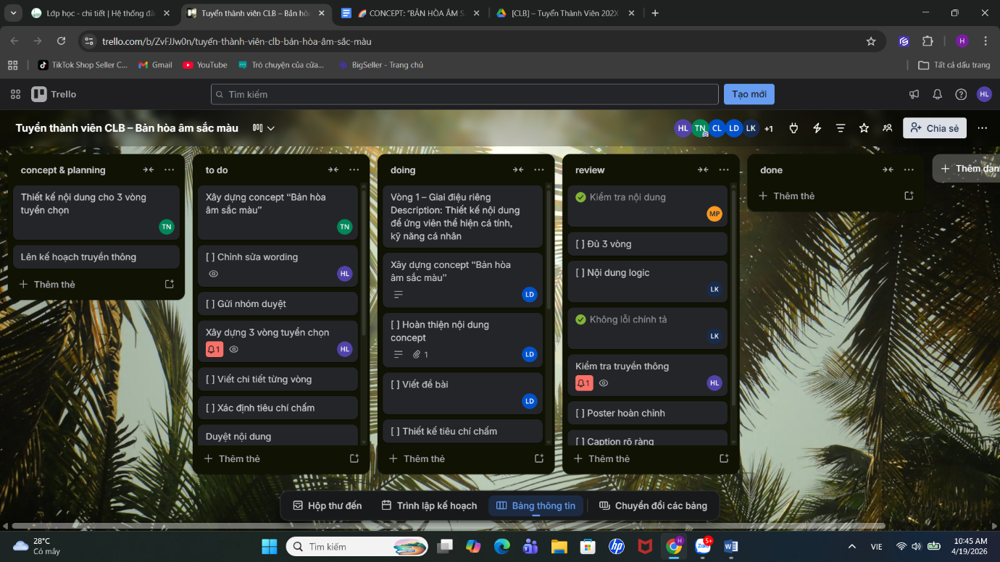 Lớp học - chi tiết | Hệ thống đà
Tuyển thành viên CLB – Bản hò
CONCEPT: “BẢN HÒA ÂM S
[CLB] – Tuyển Thành Viên 202X
trello.com/b/ZvFJJw0n/tuyển-thành-viên-clb-bản-hòa-âm-sắc-màu
H
TikTok Shop Seller C...
Gmail
YouTube
Trò chuyện của cửa...
BigSeller - Trang chủ
Tất cả dấu trang
Trello
Tìm kiếm
Tạo mới
HL
Tuyển thành viên CLB – Bản hòa âm sắc màu
HL TN CL LD LK +1
Chia sẻ
concept & planning
Thiết kế nội dung cho 3 vòng
tuyển chọn
TN
Lên kế hoạch truyền thông
Thêm thẻ
to do
Xây dựng concept “Bản hòa
âm sắc màu”
TN
[ ] Chỉnh sửa wording
HL
[ ] Gửi nhóm duyệt
Xây dựng 3 vòng tuyển chọn
1
HL
[ ] Viết chi tiết từng vòng
[ ] Xác định tiêu chí chấm
Duyệt nội dung
Thêm thẻ
doing
Vòng 1 – Giai điệu riêng
Description: Thiết kế nội dung
để ứng viên thể hiện cá tính,
kỹ năng cá nhân
Xây dựng concept “Bản hòa
âm sắc màu”
LD
[ ] Hoàn thiện nội dung
concept
1
LD
[ ] Viết đề bài
LD
[ ] Thiết kế tiêu chí chấm
Thêm thẻ
review
Kiểm tra nội dung
MP
[ ] Đủ 3 vòng
[ ] Nội dung logic
LK
Không lỗi chính tả
LK
Kiểm tra truyền thông
1
HL
[ ] Poster hoàn chỉnh
[ ] Caption rõ ràng
Thêm thẻ
done
Thêm thẻ
Thêm dan
Hộp thư đến
Trình lập kế hoạch
Bảng thông tin
Chuyển đổi các bảng
28°C
Có mây
Tìm kiếm
H
5+
VIE
10:45 AM
4/19/2026